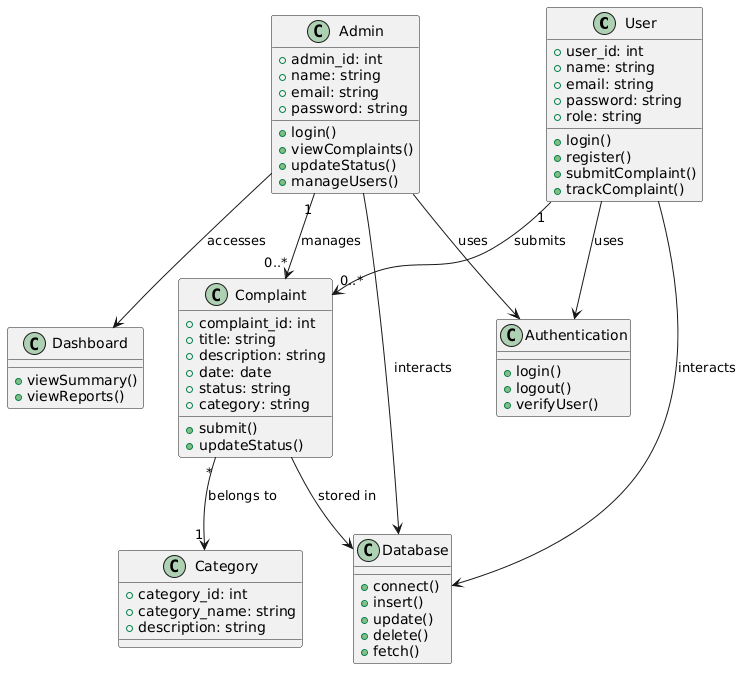 C Admin
+ admin_id: int
+ name: string
+ email: string
+ password: string
login()
viewComplaints()
updateStatus()
manageUsers()
C User
user_id: int
name: string
email: string
password: string
role: string
login()
register()
submitComplaint()
trackComplaint()
accesses
1
manages
0..*
uses
1
submits
0..*
uses
interacts
interacts
C Dashboard
viewSummary()
viewReports()
C Complaint
complaint_id: int
title: string
description: string
date: date
status: string
category: string
submit()
updateStatus()
C Authentication
login()
logout()
verifyUser()
*
belongs to
1
stored in
C Category
category_id: int
category_name: string
description: string
C Database
connect()
insert()
update()
delete()
fetch()